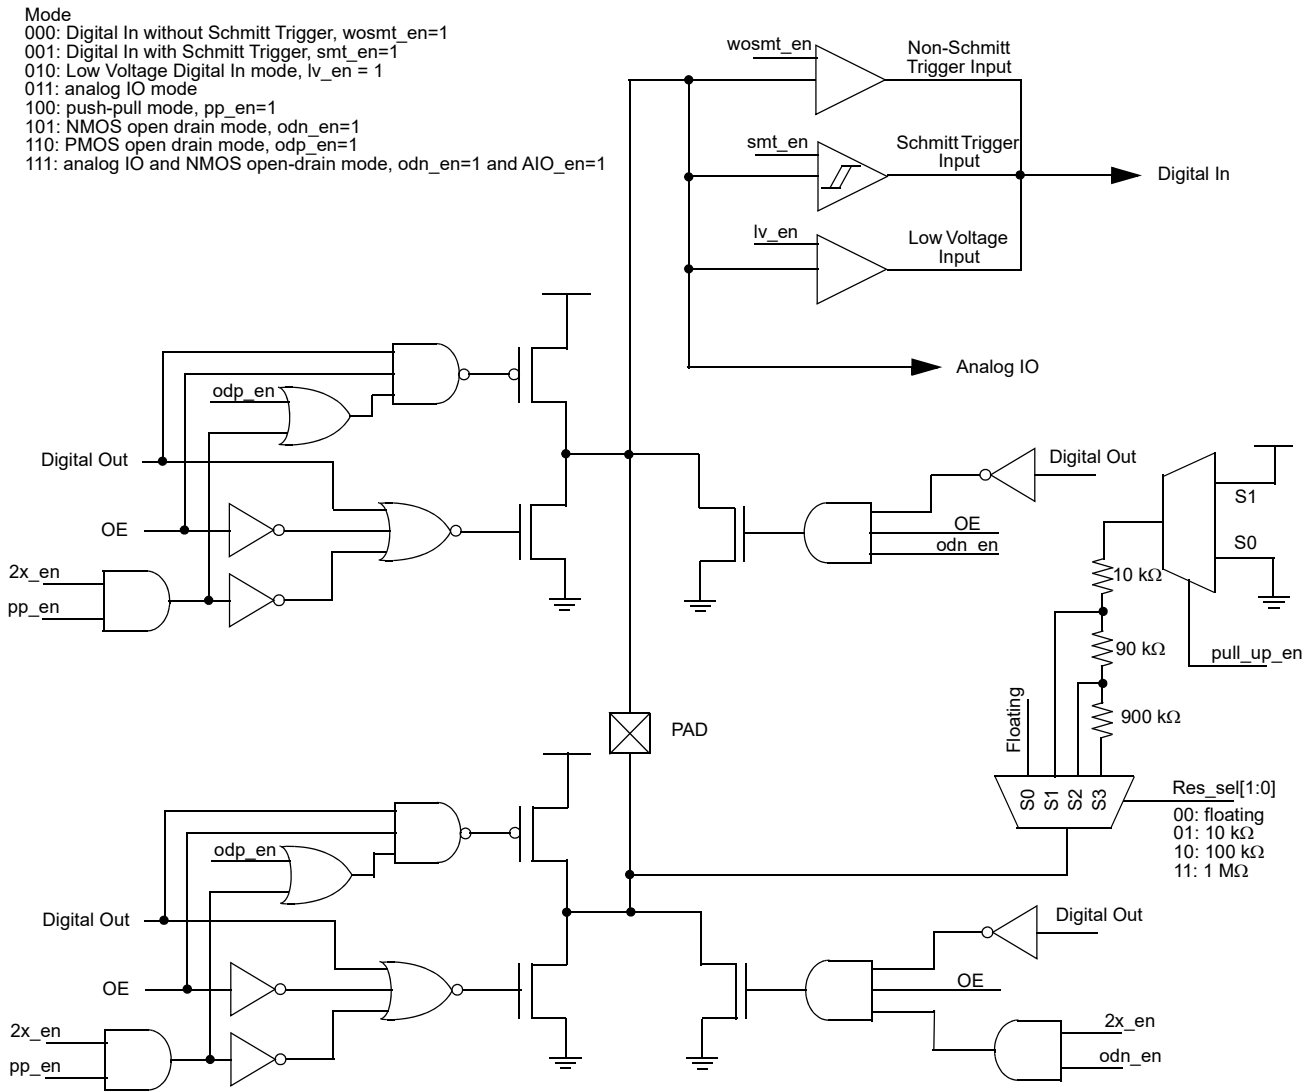 Mode
000: Digital In without Schmitt Trigger, wosmt_en=1
001: Digital In with Schmitt Trigger, smt_en=1
010: Low Voltage Digital In mode, lv_en = 1
011: analog IO mode
100: push-pull mode, pp_en=1
101: NMOS open drain mode, odn_en=1
110: PMOS open drain mode, odp_en=1
111: analog IO and NMOS open-drain mode, odn_en=1 and AIO_en=1
wosmt_en
Non-Schmitt
Trigger Input
smt_en
Schmitt Trigger
Input
Digital In
lv_en
Low Voltage
Input
Analog IO
odp_en
Digital Out
OE
2x_en
pp_en
Digital Out
OE
odn_en
S1
S0
pull_up_en
10 kΩ
90 kΩ
900 kΩ
Floating
S0
S1
S2
S3
Res_sel[1:0]
00: floating
01: 10 kΩ
10: 100 kΩ
11: 1 MΩ
PAD
odp_en
Digital Out
OE
2x_en
pp_en
Digital Out
OE
2x_en
odn_en